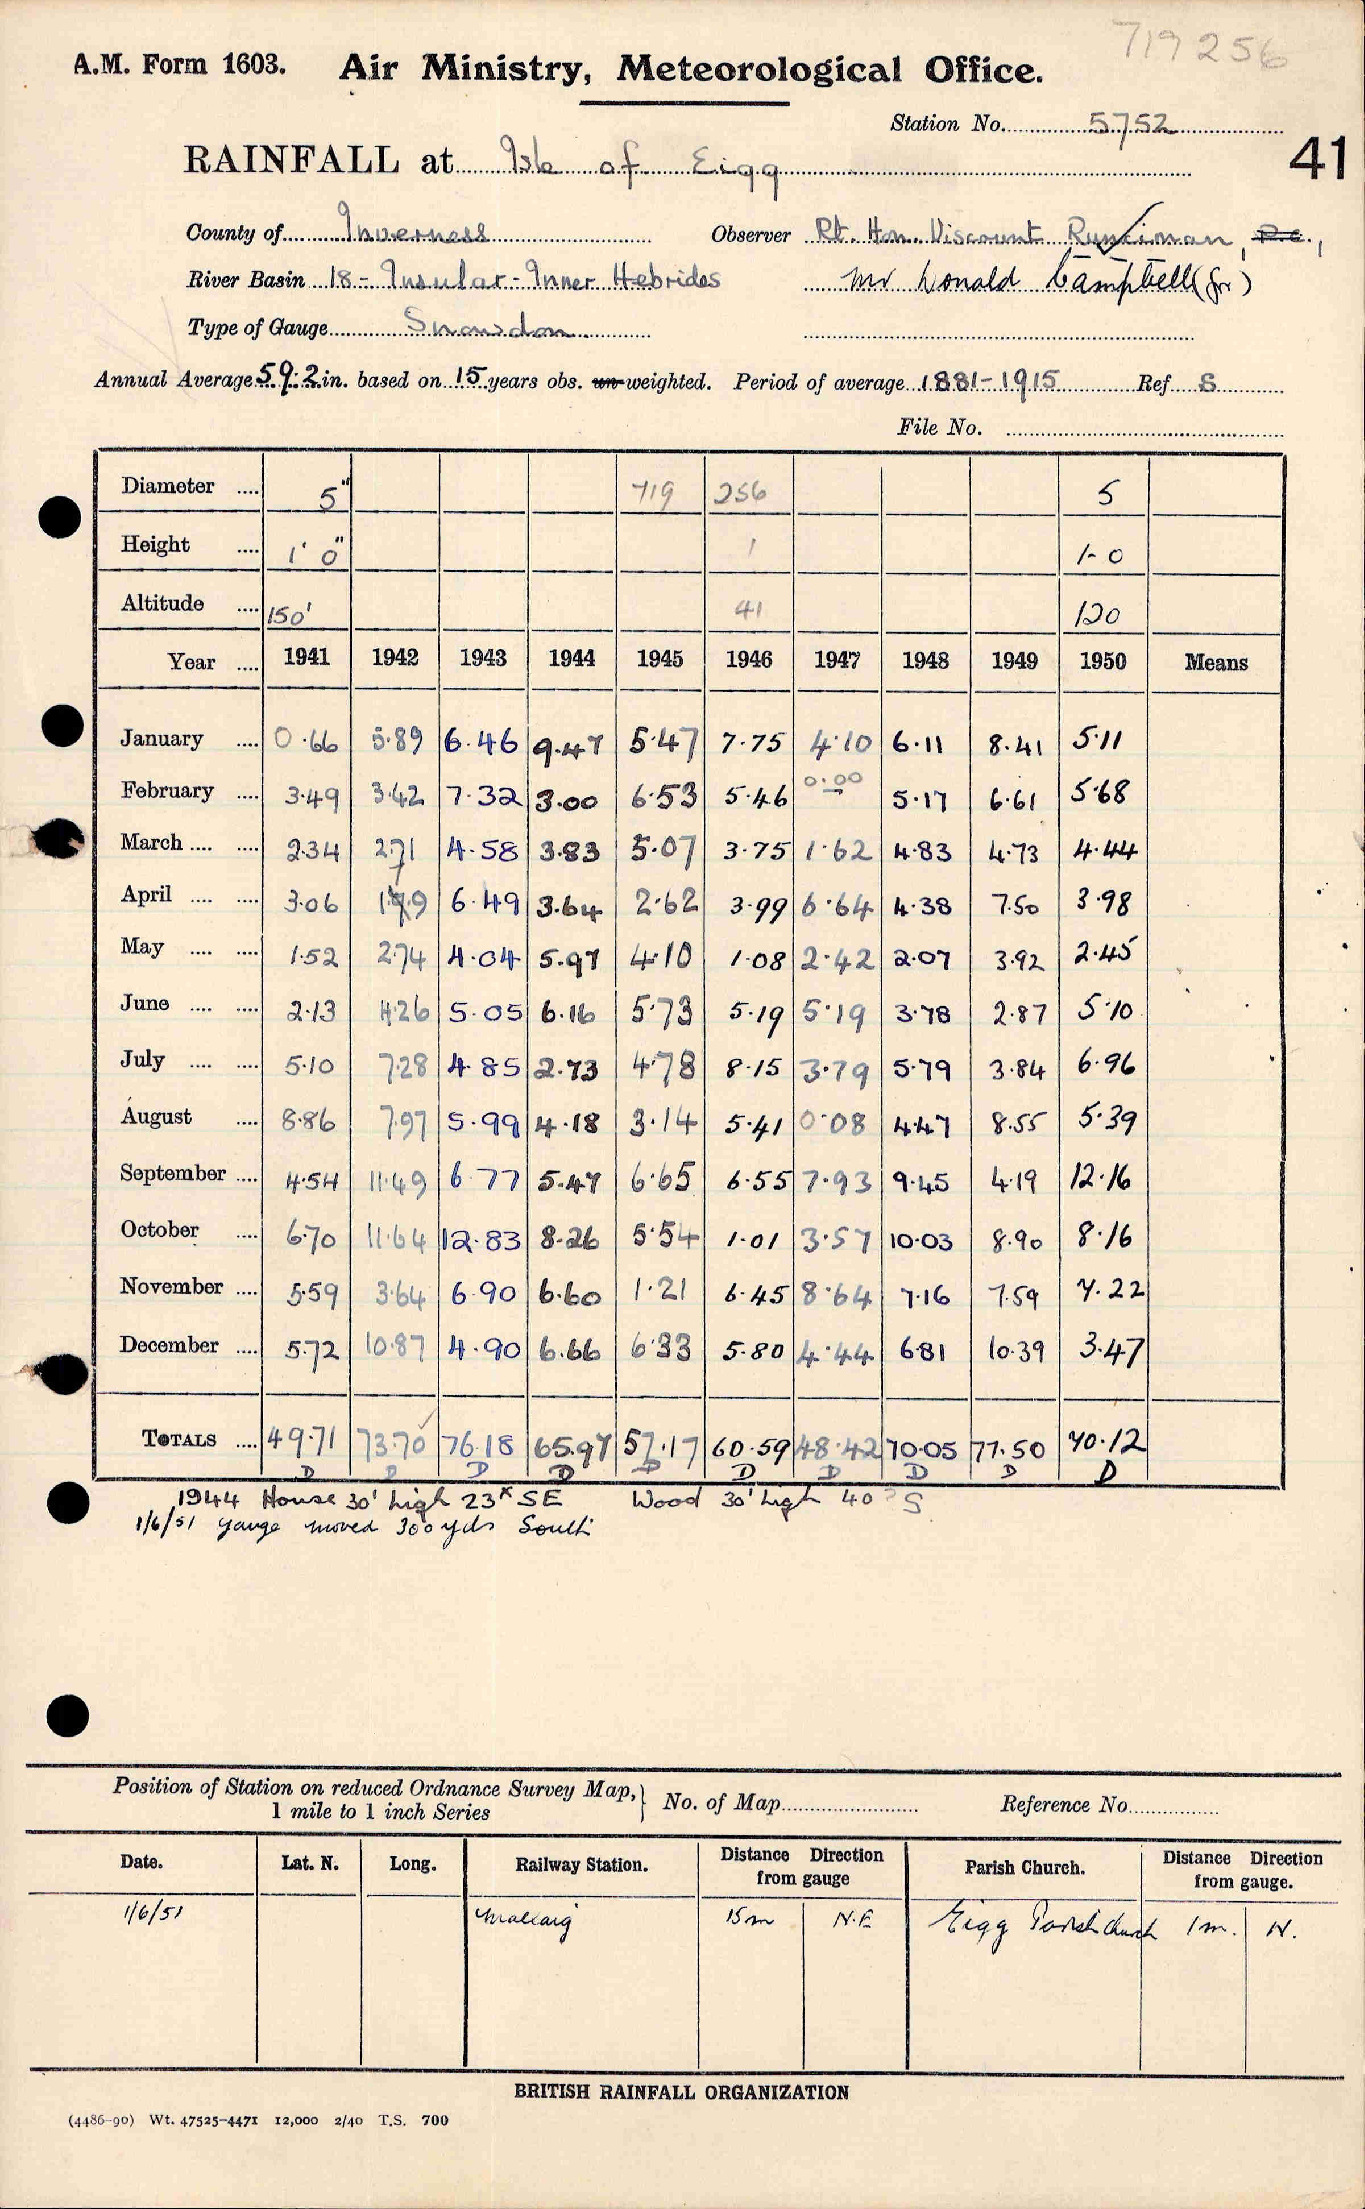 719256
A.M. Form 1603. Air Ministry, Meteorological Office.
Station No. 5752
41
RAINFALL at Isle of Eigg
County of Inverness Observer Rt. Hon. Viscount Runciman, P.C.,
River Basin 18 - Insular - Inner Hebrides Mr Donald Campbell (Jnr)
Type of Gauge Snowdon
Annual Average 59.2 in. based on 15 years obs. un-weighted. Period of average 1881-1915 Ref. S
File No.
Diameter .... 5" 719 256 5
Height .... 1' 0" 1 1-0
Altitude .... 150' 41 120
Year .... 1941 1942 1943 1944 1945 1946 1947 1948 1949 1950 Means
January .... 0.66 5.89 6.46 9.47 5.47 7.75 4.10 6.11 8.41 5.11
February .... 3.49 3.42 7.32 3.00 6.53 5.46 0.00 5.17 6.61 5.68
March .... .... 2.34 2.71 4.58 3.83 5.07 3.75 1.62 4.83 4.73 4.44
April .... .... 3.06 1.79 6.49 3.64 2.62 3.99 6.64 4.38 7.50 3.98
May .... .... 1.52 2.74 4.04 5.97 4.10 1.08 2.42 2.07 3.92 2.45
June .... .... 2.13 4.26 5.05 6.16 5.73 5.19 5.19 3.78 2.87 5.10
July .... .... 5.10 7.28 4.85 2.73 4.78 8.15 3.79 5.79 3.84 6.96
August .... 8.86 7.97 5.99 4.18 3.14 5.41 0.08 4.47 8.55 5.39
September .... 4.54 11.49 6.77 5.47 6.65 6.55 7.93 9.45 4.19 12.16
October .... 6.70 11.64 12.83 8.26 5.54 1.01 3.57 10.03 8.90 8.16
November .... 5.59 3.64 6.90 6.60 1.21 6.45 8.64 7.16 7.59 7.22
December .... 5.72 10.87 4.90 6.66 6.33 5.80 4.44 6.81 10.39 3.47
TOTALS .... 49.71 73.70 76.18 65.97 57.17 60.59 48.42 70.05 77.50 70.12
D D D D D D D D D D
1944 House 30' high 23x SE Wood 30' high 40 S
1/6/51 gauge moved 300 yds South
Position of Station on reduced Ordnance Survey Map, 1 mile to 1 inch Series No. of Map Reference No.
Date. Lat. N. Long. Railway Station. Distance Direction from gauge Parish Church. Distance Direction from gauge.
1/6/51 Mallaig 15m N.E Eigg Parish Church 1m. N.
BRITISH RAINFALL ORGANIZATION
(4486-90) Wt. 47525-4471 12,000 2/40 T.S. 700